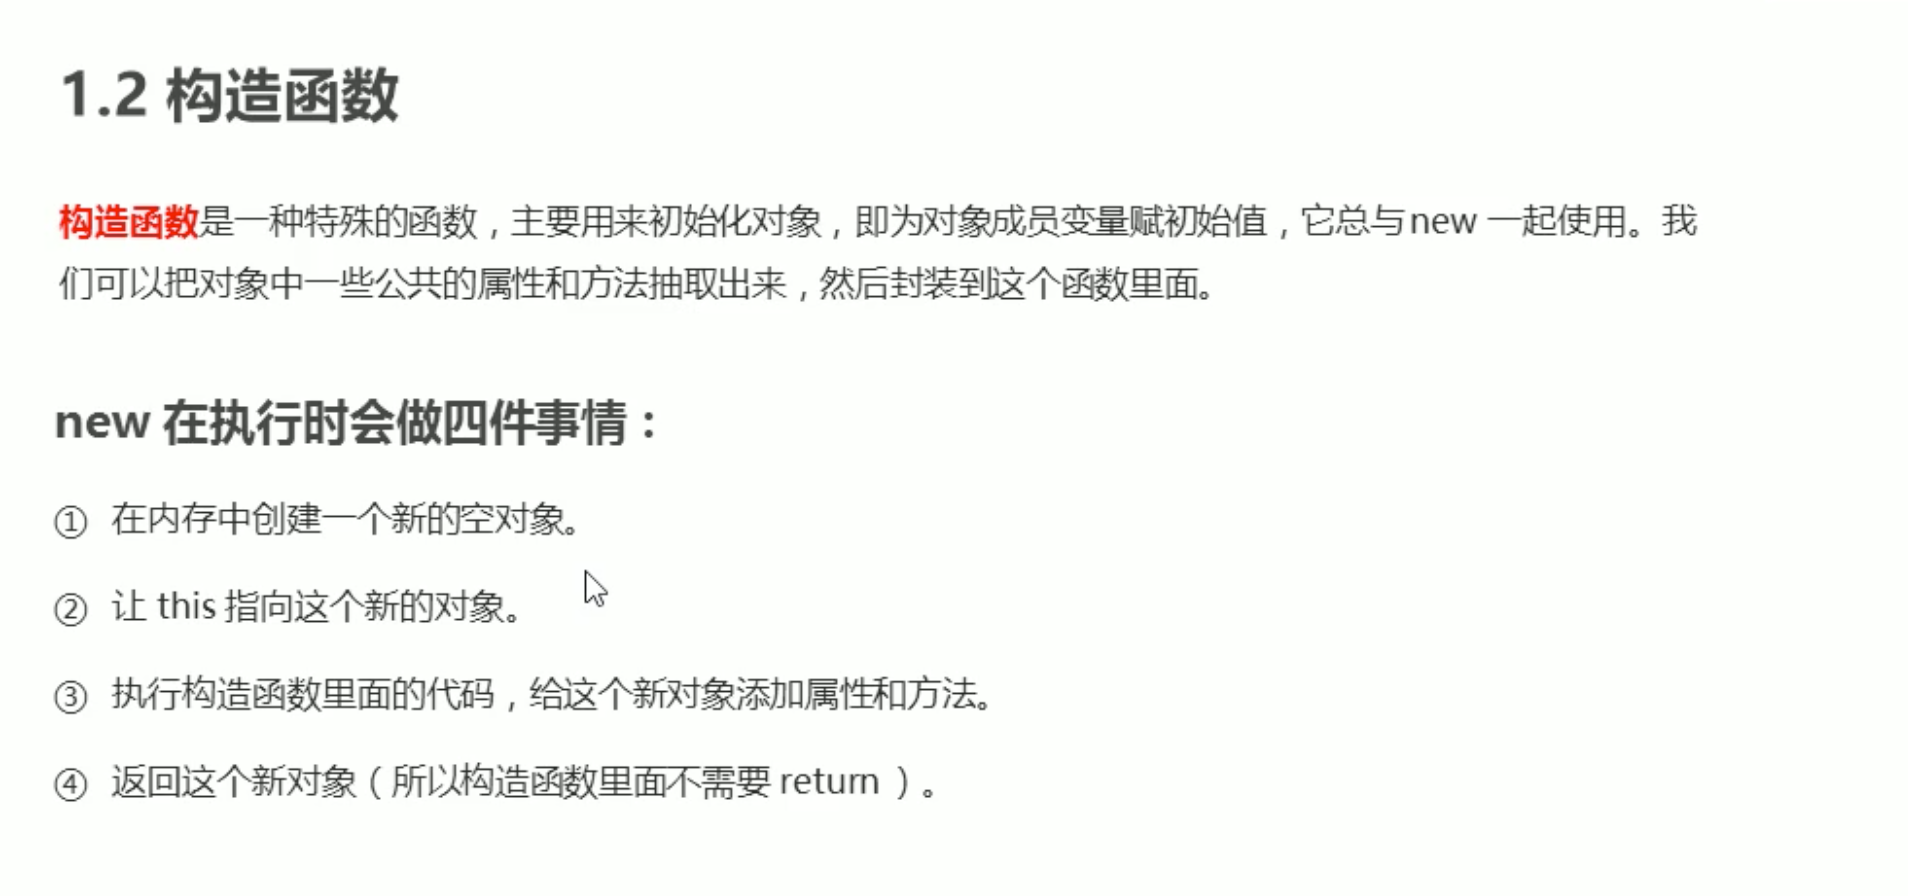 1.2 构造函数
构造函数是一种特殊的函数，主要用来初始化对象，即为对象成员变量赋初始值，它总与new 一起使用。我
们可以把对象中一些公共的属性和方法抽取出来，然后封装到这个函数里面。
new 在执行时会做四件事情：
① 在内存中创建一个新的空对象。
② 让 this 指向这个新的对象。
③ 执行构造函数里面的代码，给这个新对象添加属性和方法。
④ 返回这个新对象（所以构造函数里面不需要 return ）。